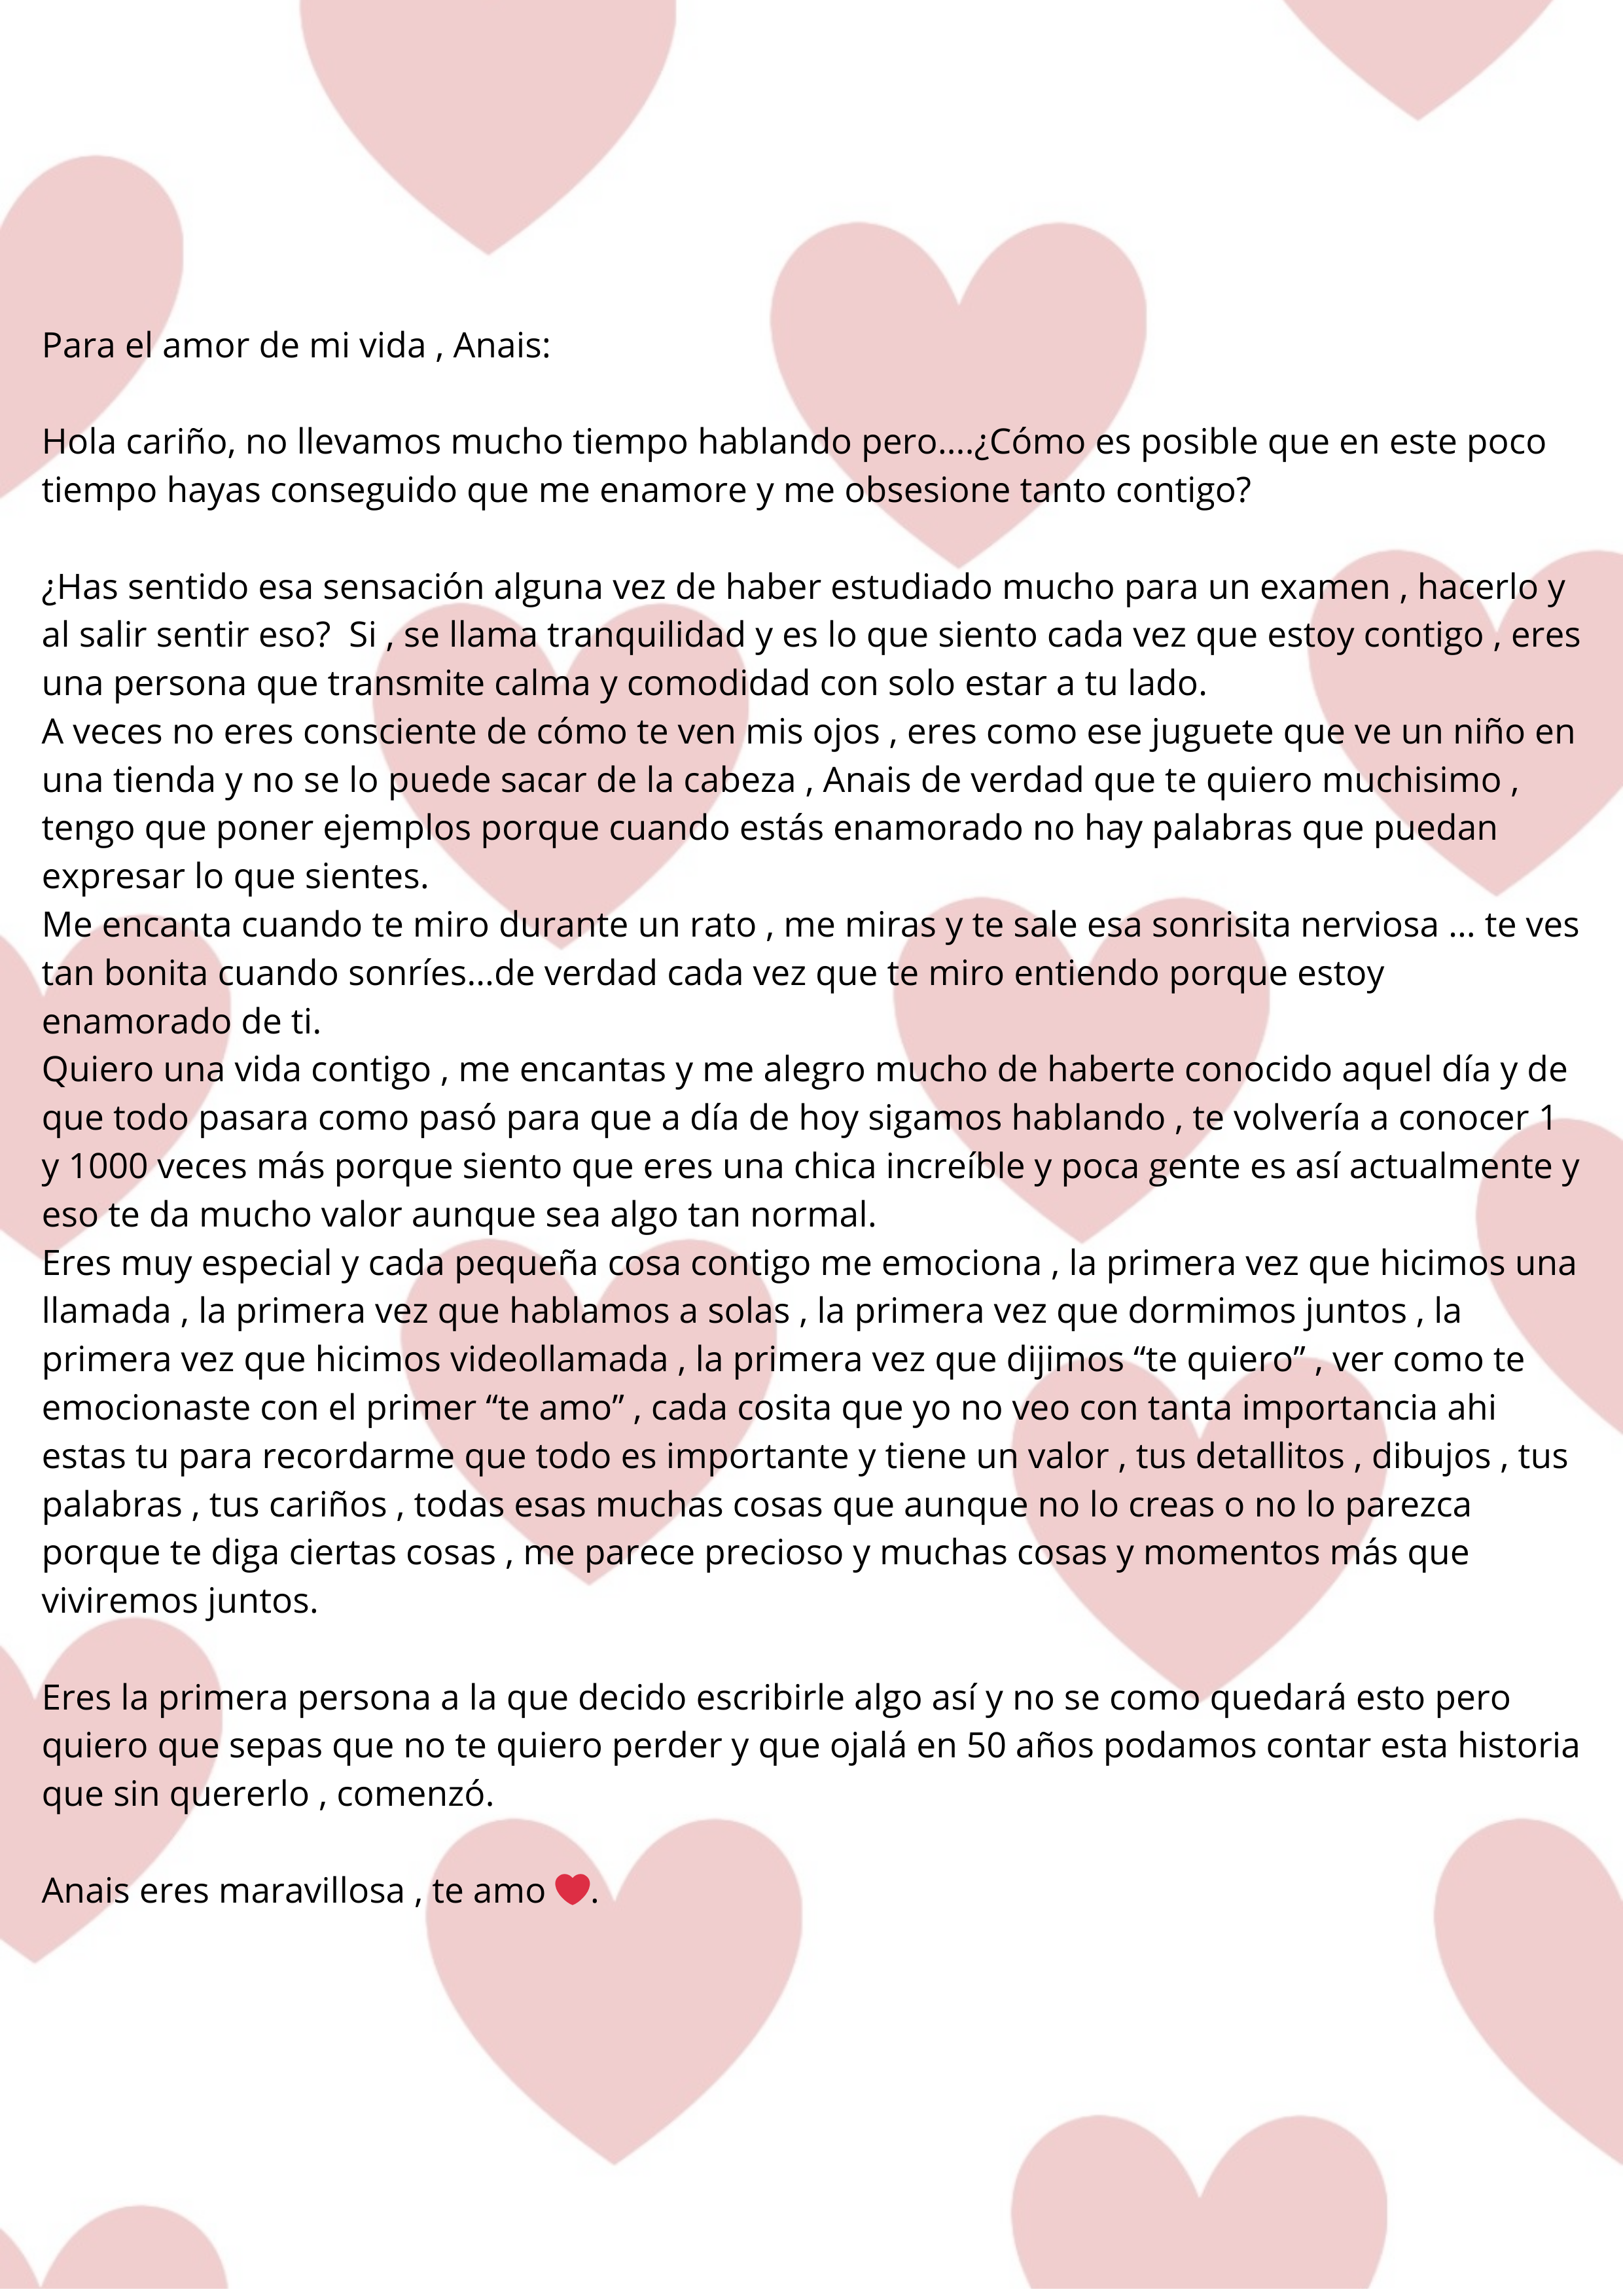 Para el amor de mi vida , Anais:
Hola cariño, no llevamos mucho tiempo hablando pero....¿Cómo es posible que en este poco
tiempo hayas conseguido que me enamore y me obsesione tanto contigo?
¿Has sentido esa sensación alguna vez de haber estudiado mucho para un examen , hacerlo y
al salir sentir eso?  Si , se llama tranquilidad y es lo que siento cada vez que estoy contigo , eres
una persona que transmite calma y comodidad con solo estar a tu lado.
A veces no eres consciente de cómo te ven mis ojos , eres como ese juguete que ve un niño en
una tienda y no se lo puede sacar de la cabeza , Anais de verdad que te quiero muchisimo ,
tengo que poner ejemplos porque cuando estás enamorado no hay palabras que puedan
expresar lo que sientes.
Me encanta cuando te miro durante un rato , me miras y te sale esa sonrisita nerviosa ... te ves
tan bonita cuando sonríes...de verdad cada vez que te miro entiendo porque estoy
enamorado de ti.
Quiero una vida contigo , me encantas y me alegro mucho de haberte conocido aquel día y de
que todo pasara como pasó para que a día de hoy sigamos hablando , te volvería a conocer 1
y 1000 veces más porque siento que eres una chica increíble y poca gente es así actualmente y
eso te da mucho valor aunque sea algo tan normal.
Eres muy especial y cada pequeña cosa contigo me emociona , la primera vez que hicimos una
llamada , la primera vez que hablamos a solas , la primera vez que dormimos juntos , la
primera vez que hicimos videollamada , la primera vez que dijimos “te quiero” , ver como te
emocionaste con el primer “te amo” , cada cosita que yo no veo con tanta importancia ahi
estas tu para recordarme que todo es importante y tiene un valor , tus detallitos , dibujos , tus
palabras , tus cariños , todas esas muchas cosas que aunque no lo creas o no lo parezca
porque te diga ciertas cosas , me parece precioso y muchas cosas y momentos más que
viviremos juntos.
Eres la primera persona a la que decido escribirle algo así y no se como quedará esto pero
quiero que sepas que no te quiero perder y que ojalá en 50 años podamos contar esta historia
que sin quererlo , comenzó.
Anais eres maravillosa , te amo ❤️.